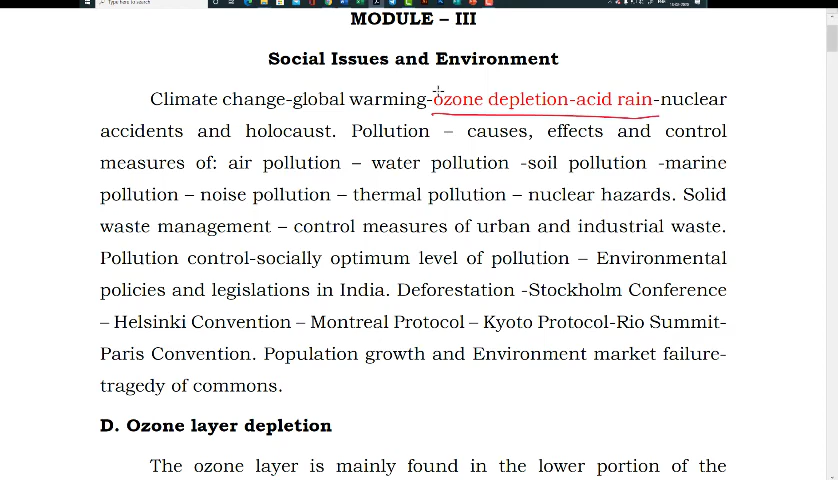 Type here to search
MODULE – III
Social Issues and Environment
Climate change-global warming-ozone depletion-acid rain-nuclear
accidents and holocaust. Pollution – causes, effects and control
measures of: air pollution – water pollution -soil pollution -marine
pollution – noise pollution – thermal pollution – nuclear hazards. Solid
waste management – control measures of urban and industrial waste.
Pollution control-socially optimum level of pollution – Environmental
policies and legislations in India. Deforestation -Stockholm Conference
– Helsinki Convention – Montreal Protocol – Kyoto Protocol-Rio Summit-
Paris Convention. Population growth and Environment market failure-
tragedy of commons.
D. Ozone layer depletion
The ozone layer is mainly found in the lower portion of the